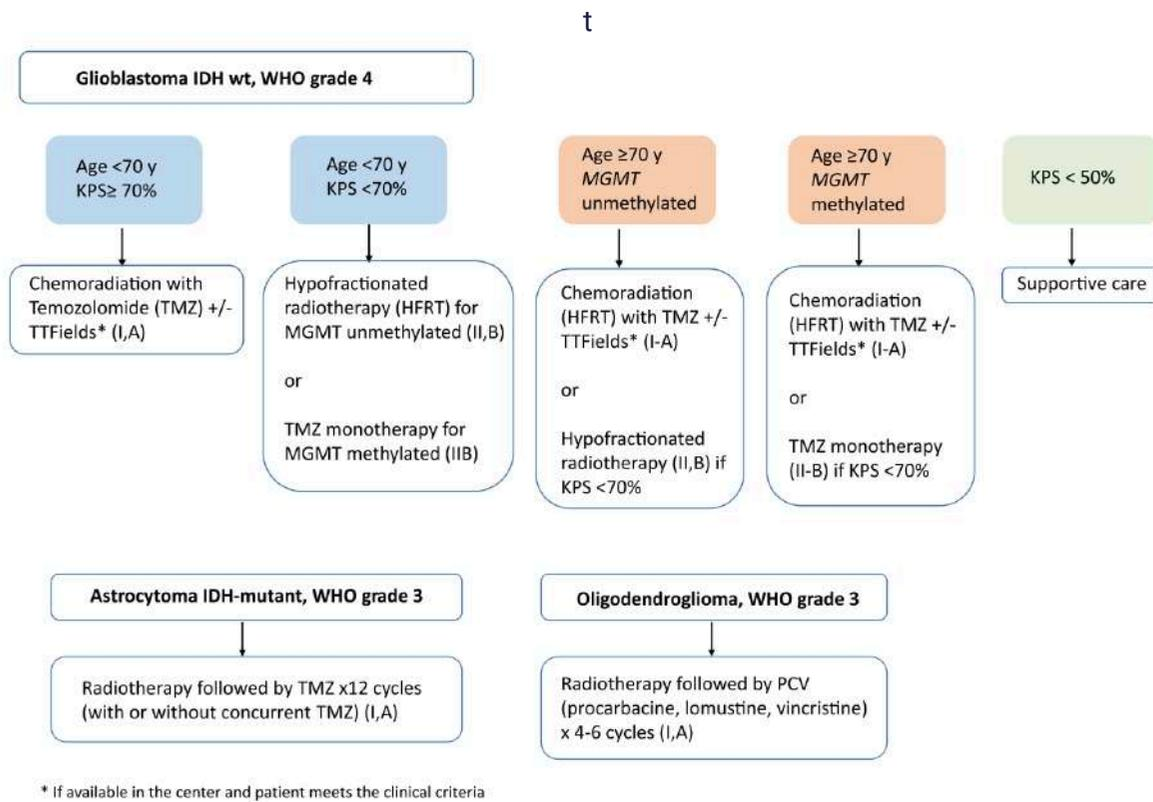 t
Glioblastoma IDH wt, WHO grade 4
Age <70 y
KPS≥ 70%
Age <70 y
KPS <70%
Age ≥70 y
MGMT
unmethylated
Age ≥70 y
MGMT
methylated
KPS < 50%
Chemoradiation with
Temozolomide (TMZ) +/-
TTFields* (I,A)
Hypofractionated
radiotherapy (HFRT) for
MGMT unmethylated (II,B)
or
TMZ monotherapy for
MGMT methylated (IIB)
Chemoradiation
(HFRT) with TMZ +/-
TTFields* (I-A)
or
Hypofractionated
radiotherapy (II,B) if
KPS <70%
Chemoradiation
(HFRT) with TMZ +/-
TTFields* (I-A)
or
TMZ monotherapy
(II-B) if KPS <70%
Supportive care
Astrocytoma IDH-mutant, WHO grade 3
Radiotherapy followed by TMZ x12 cycles
(with or without concurrent TMZ) (I,A)
Oligodendroglioma, WHO grade 3
Radiotherapy followed by PCV
(procarbacine, lomustine, vincristine)
x 4-6 cycles (I,A)
* If available in the center and patient meets the clinical criteria